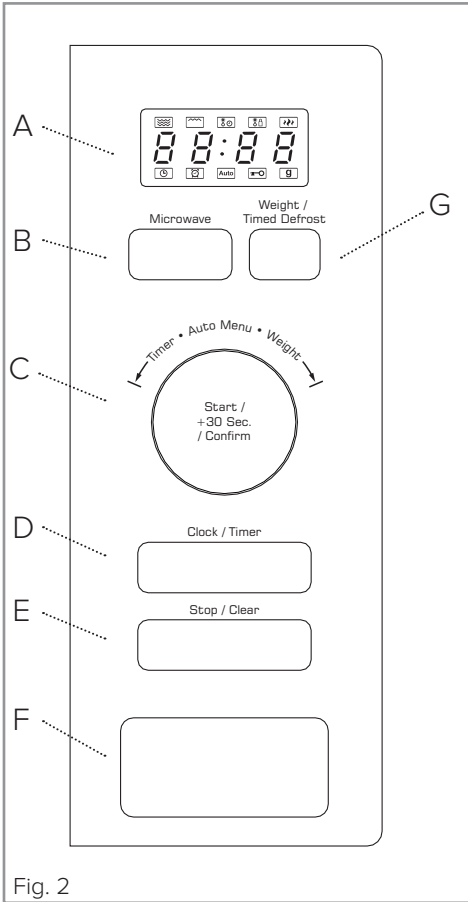 A
88:88
Auto
g
B
Microwave
Weight /
Timed Defrost
G
C
Timer • Auto Menu • Weight
Start /
+30 Sec.
/ Confirm
D
Clock / Timer
E
Stop / Clear
F
Fig. 2